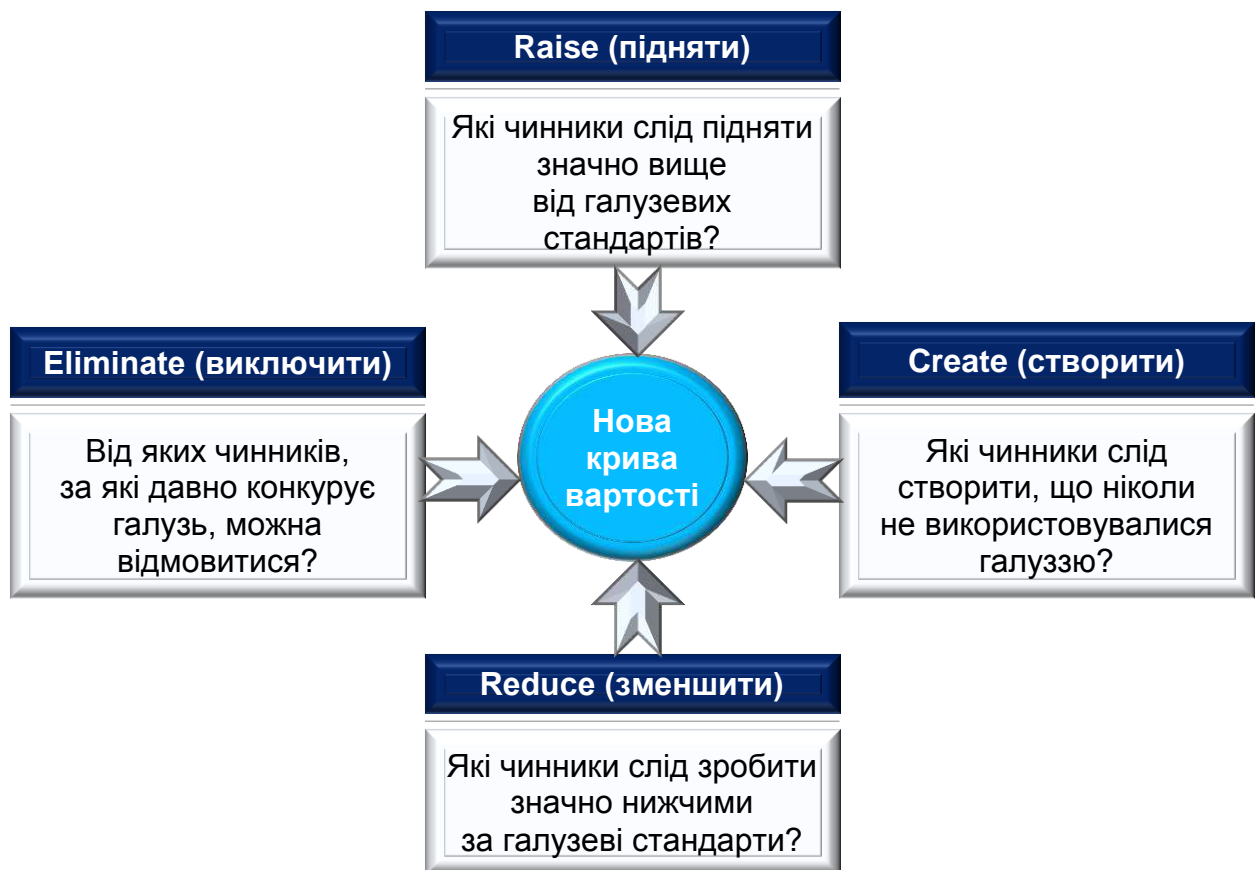 Raise (підняти)
Які чинники слід підняти
значно вище
від галузевих
стандартів?
Eliminate (виключити)
Від яких чинників,
за які давно конкурує
галузь, можна
відмовитися?
Нова
крива
вартості
Create (створити)
Які чинники слід
створити, що ніколи
не використовувалися
галуззю?
Reduce (зменшити)
Які чинники слід зробити
значно нижчими
за галузеві стандарти?